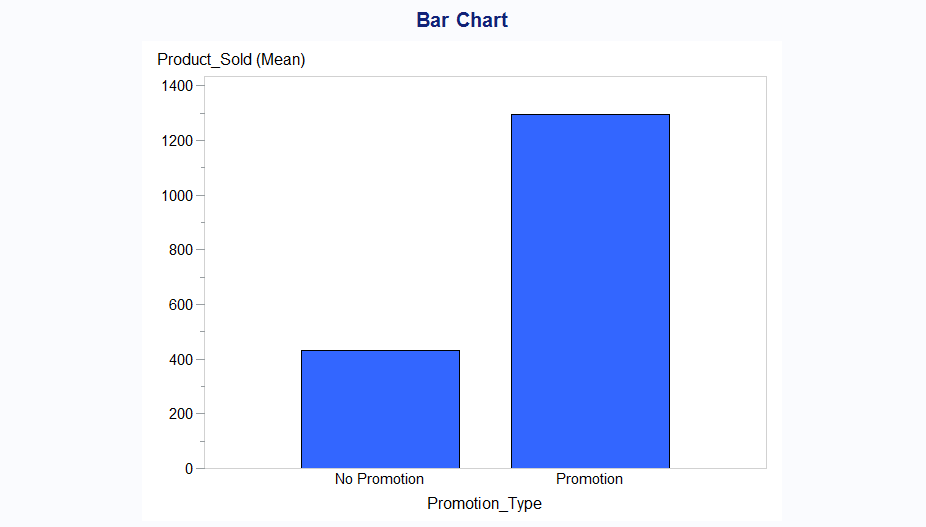 Bar Chart
Product_Sold (Mean)
1400
1200
1000
800
600
400
200
0
No Promotion Promotion
Promotion_Type